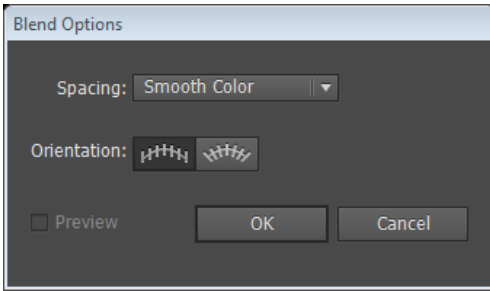 Blend Options
Spacing: Smooth Color
Orientation:
Preview OK Cancel